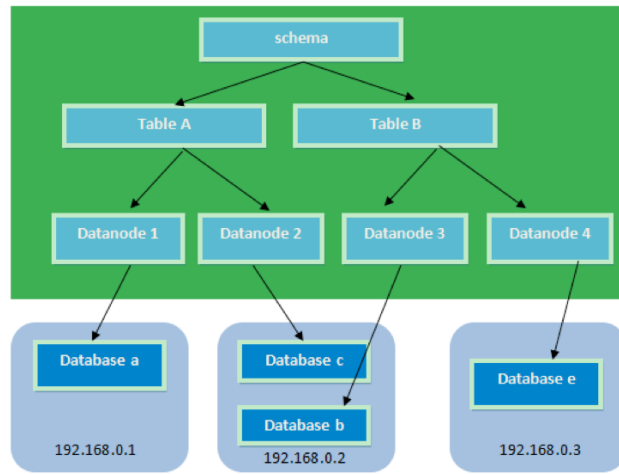 schema
Table A
Table B
Datanode 1
Datanode 2
Datanode 3
Datanode 4
Database a
Database c
Database b
Database e
192.168.0.1
192.168.0.2
192.168.0.3